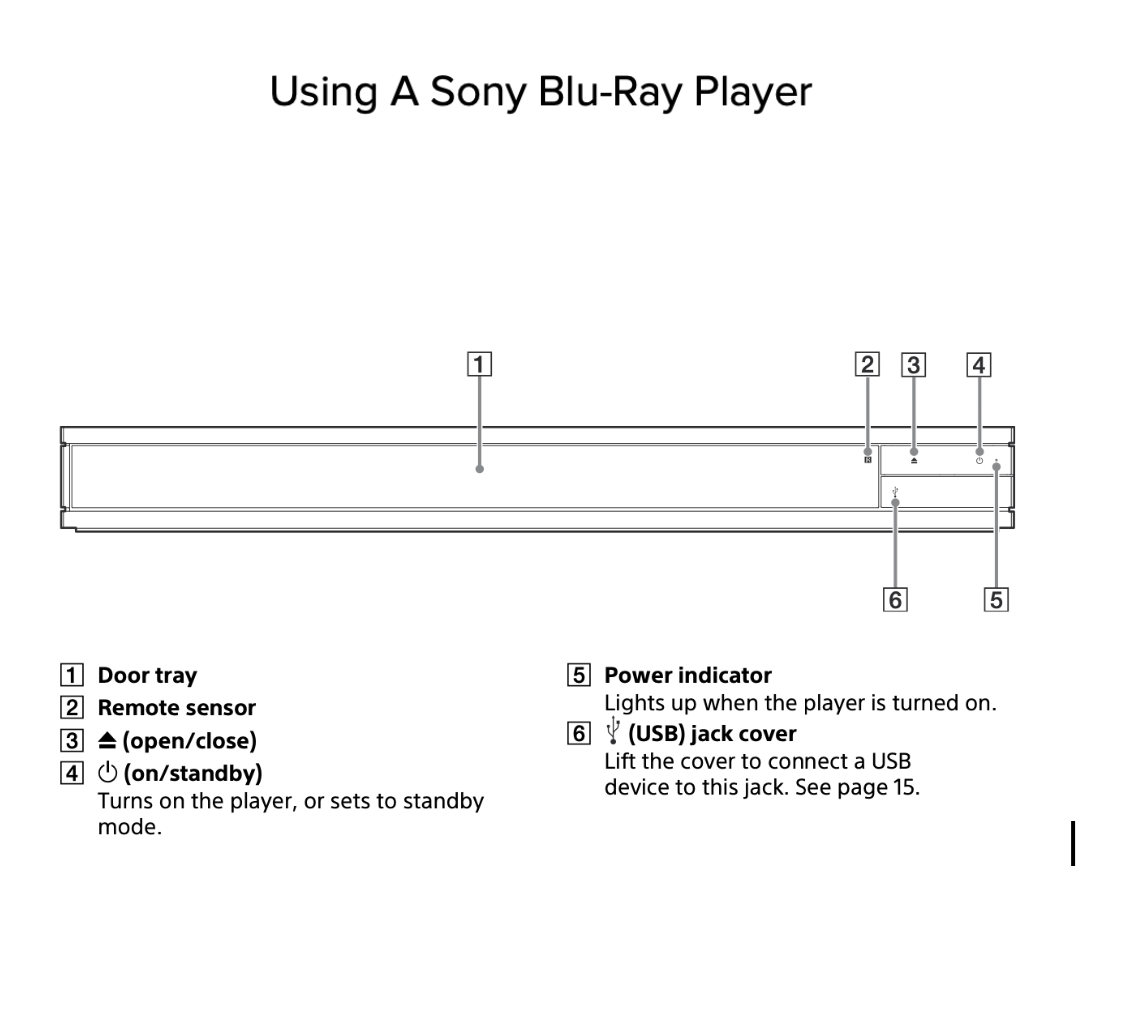 Using A Sony Blu-Ray Player
1
2
3
4
6
5
1 Door tray
2 Remote sensor
3 ⏏ (open/close)
4 ⏻ (on/standby)
Turns on the player, or sets to standby
mode.
5 Power indicator
Lights up when the player is turned on.
6 (USB) jack cover
Lift the cover to connect a USB
device to this jack. See page 15.